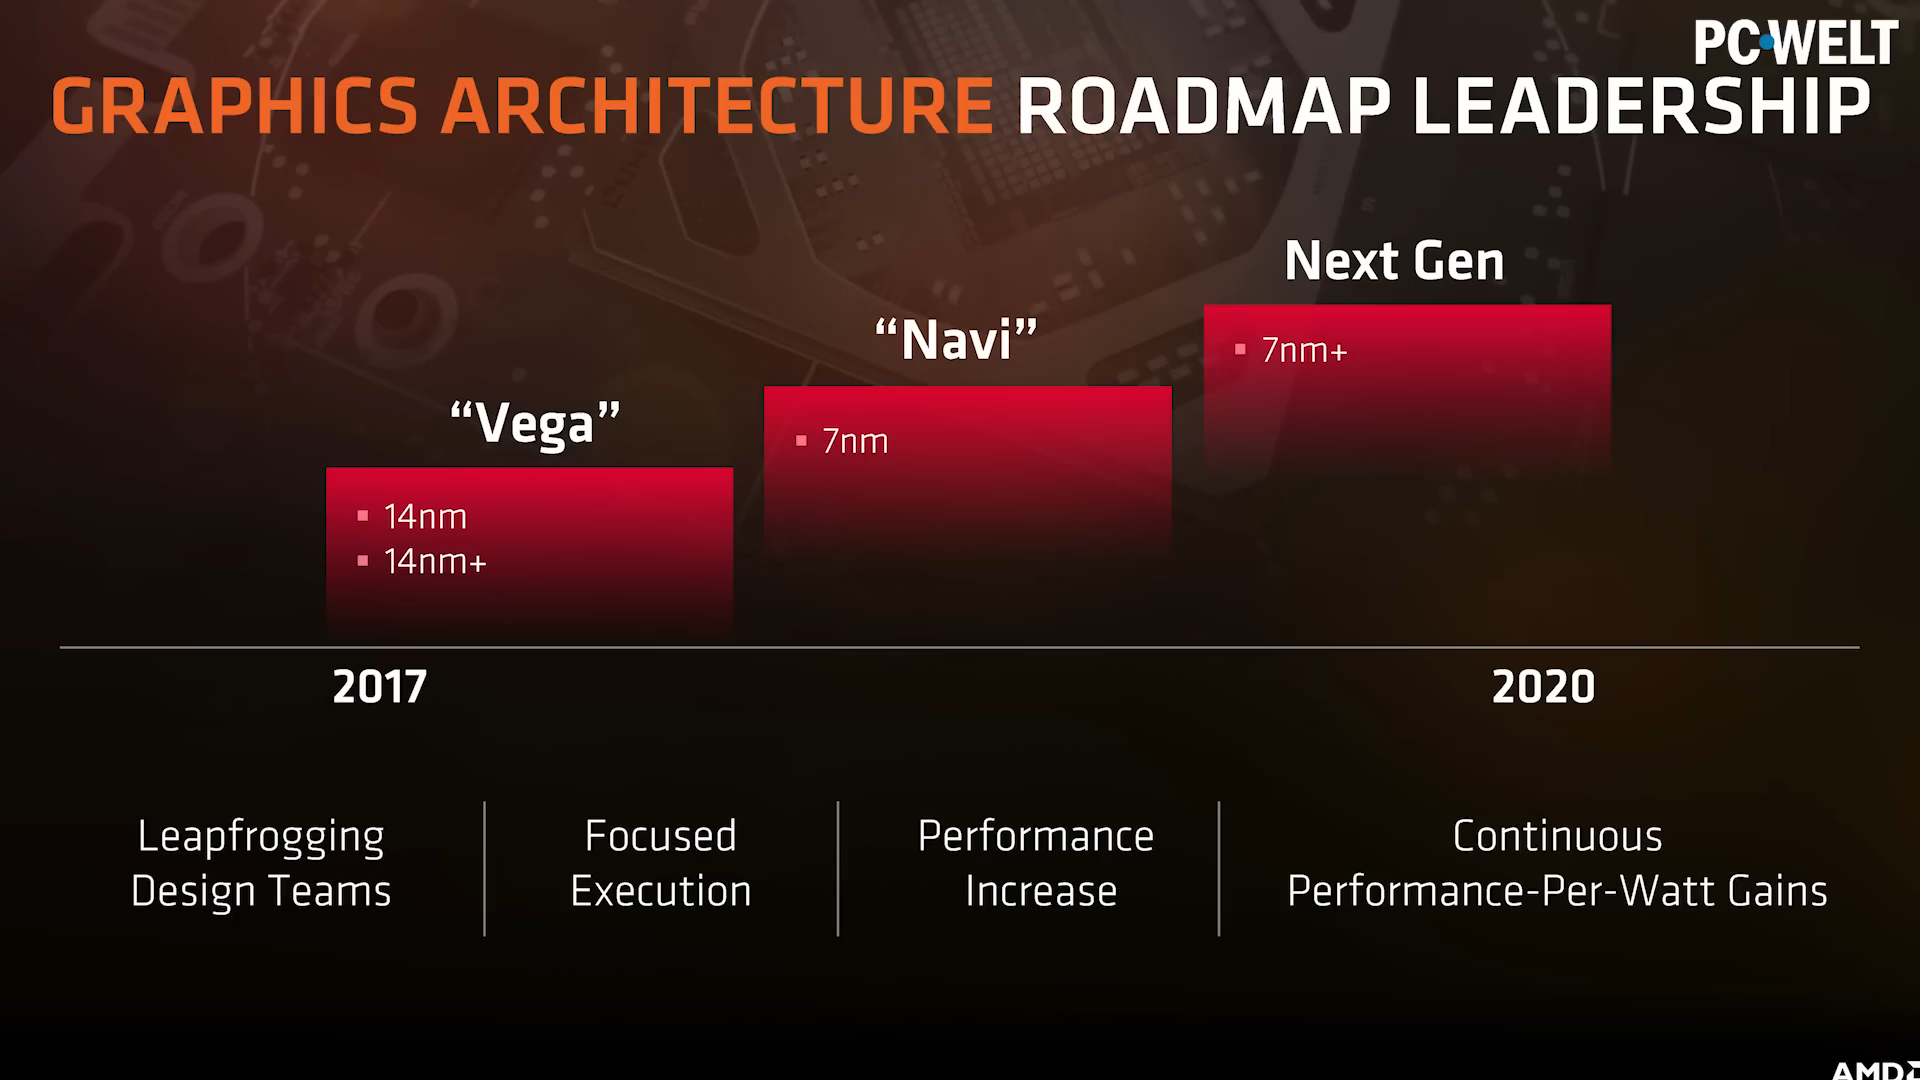 PC WELT
GRAPHICS ARCHITECTURE ROADMAP LEADERSHIP
Next Gen
▪ 7nm+
“Navi”
▪ 7nm
“Vega”
▪ 14nm
▪ 14nm+
2017
2020
Leapfrogging
Design Teams
Focused
Execution
Performance
Increase
Continuous
Performance-Per-Watt Gains
AMD